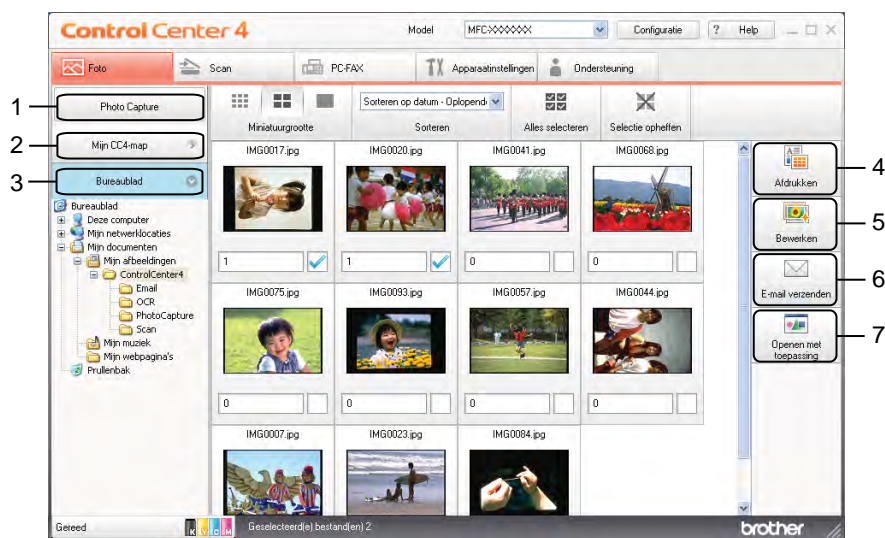 Control Center 4
Model
MFC-XXXXXX
Configuratie
? Help
Foto
Scan
PC-FAX
Apparaatinstellingen
Ondersteuning
1
Photo Capture
2
Mijn CC4-map
3
Bureaublad
Miniatuurgrootte
Sorteren op datum - Oplopend
Sorteren
Alles selecteren
Selectie opheffen
Bureaublad
Deze computer
Mijn netwerklocaties
Mijn documenten
Mijn afbeeldingen
ControlCenter4
Email
OCR
PhotoCapture
Scan
Mijn muziek
Mijn webpagina's
Prullenbak
IMG0017.jpg
IMG0020.jpg
IMG0041.jpg
IMG0068.jpg
1
1
0
0
IMG0075.jpg
IMG0093.jpg
IMG0057.jpg
IMG0044.jpg
0
0
0
0
IMG0007.jpg
IMG0023.jpg
IMG0084.jpg
Afdrukken
4
Bewerken
5
E-mail verzenden
6
Openen met
toepassing
7
Gereed
K Y C M
Geselecteerd(e) bestand(en) 2
brother